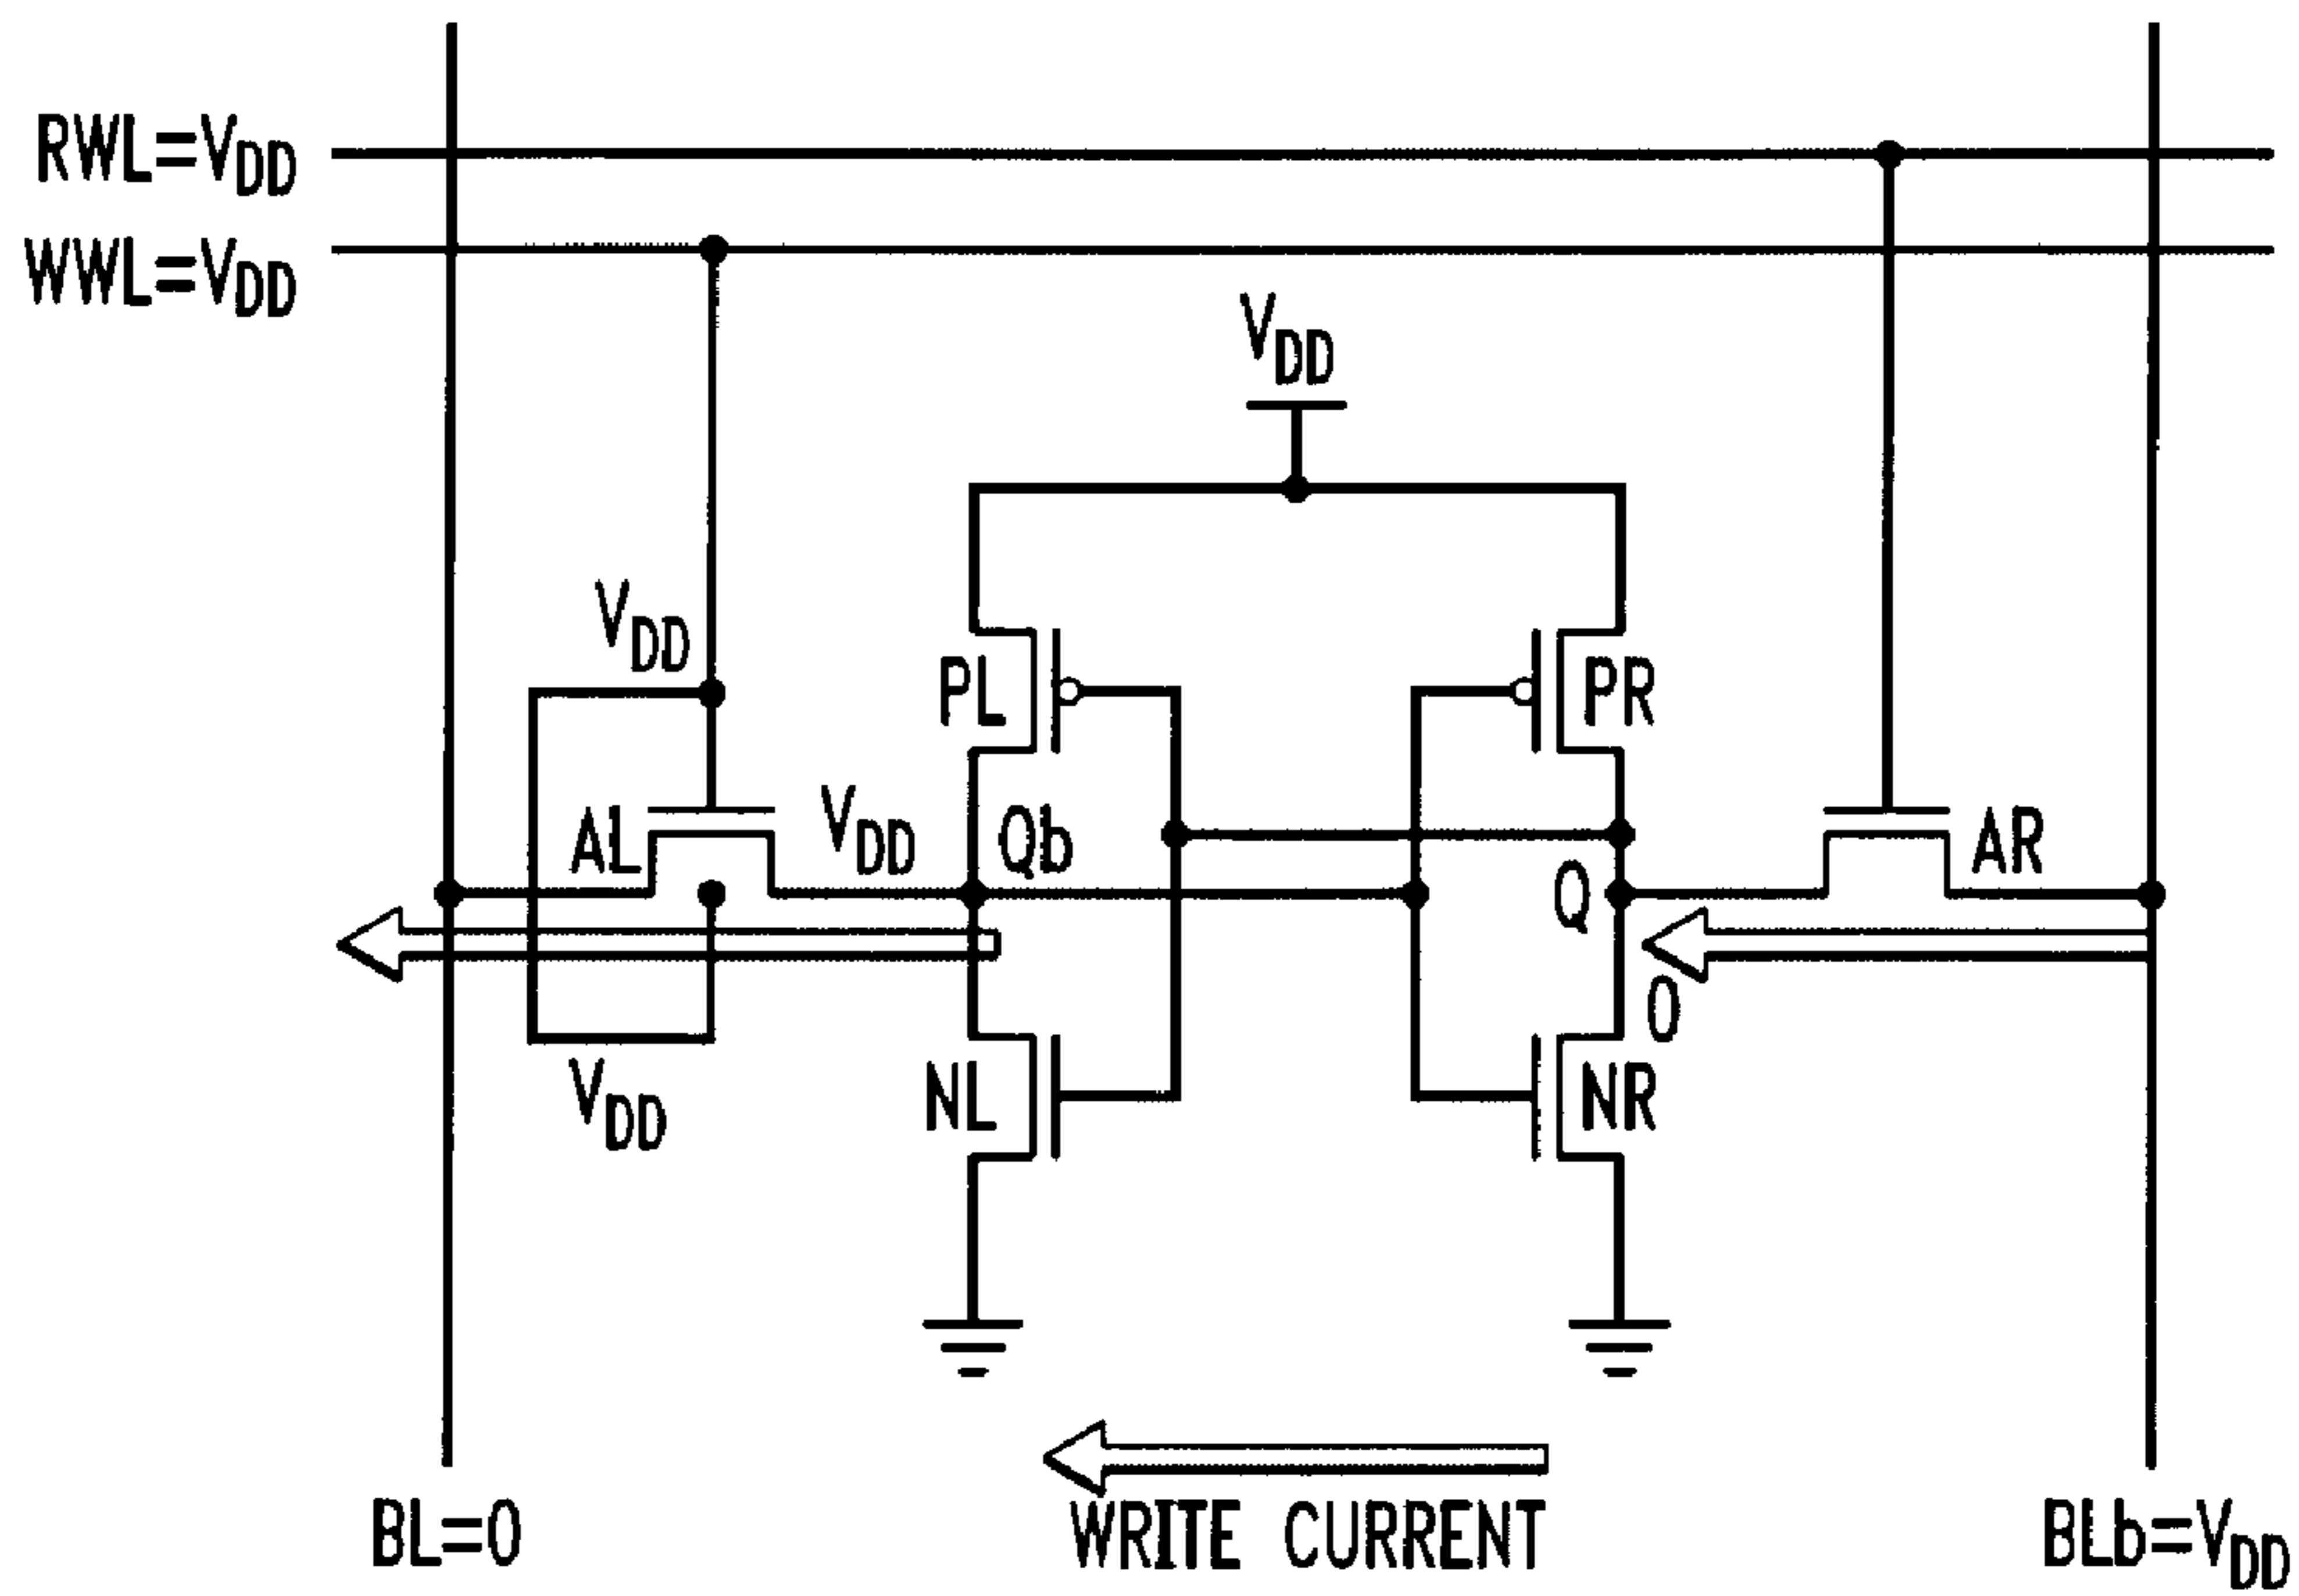 RWL=VDD
WWL=VDD
VDD
VDD
PL
PR
AL
VDD
Qb
Q
AR
0
VDD
NL
NR
WRITE CURRENT
BL=0
BLb=VDD